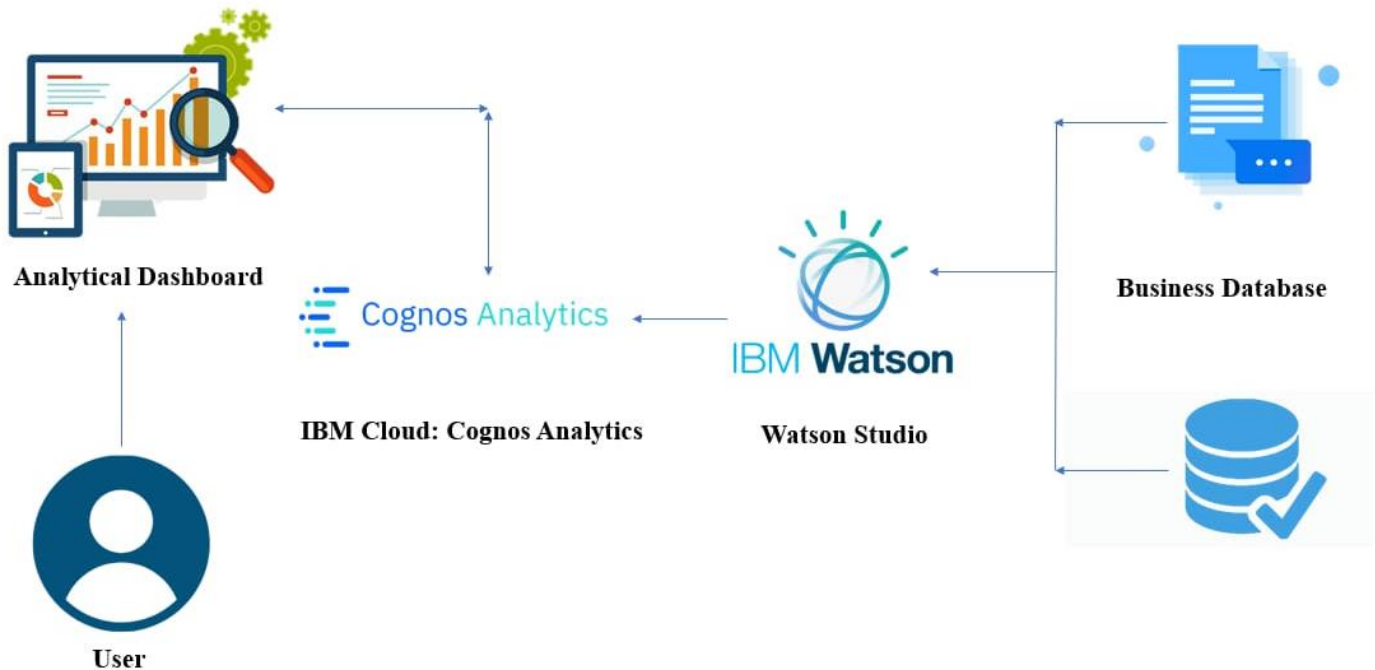 Analytical Dashboard
Cognos Analytics
IBM Watson
Business Database
IBM Cloud: Cognos Analytics
Watson Studio
User